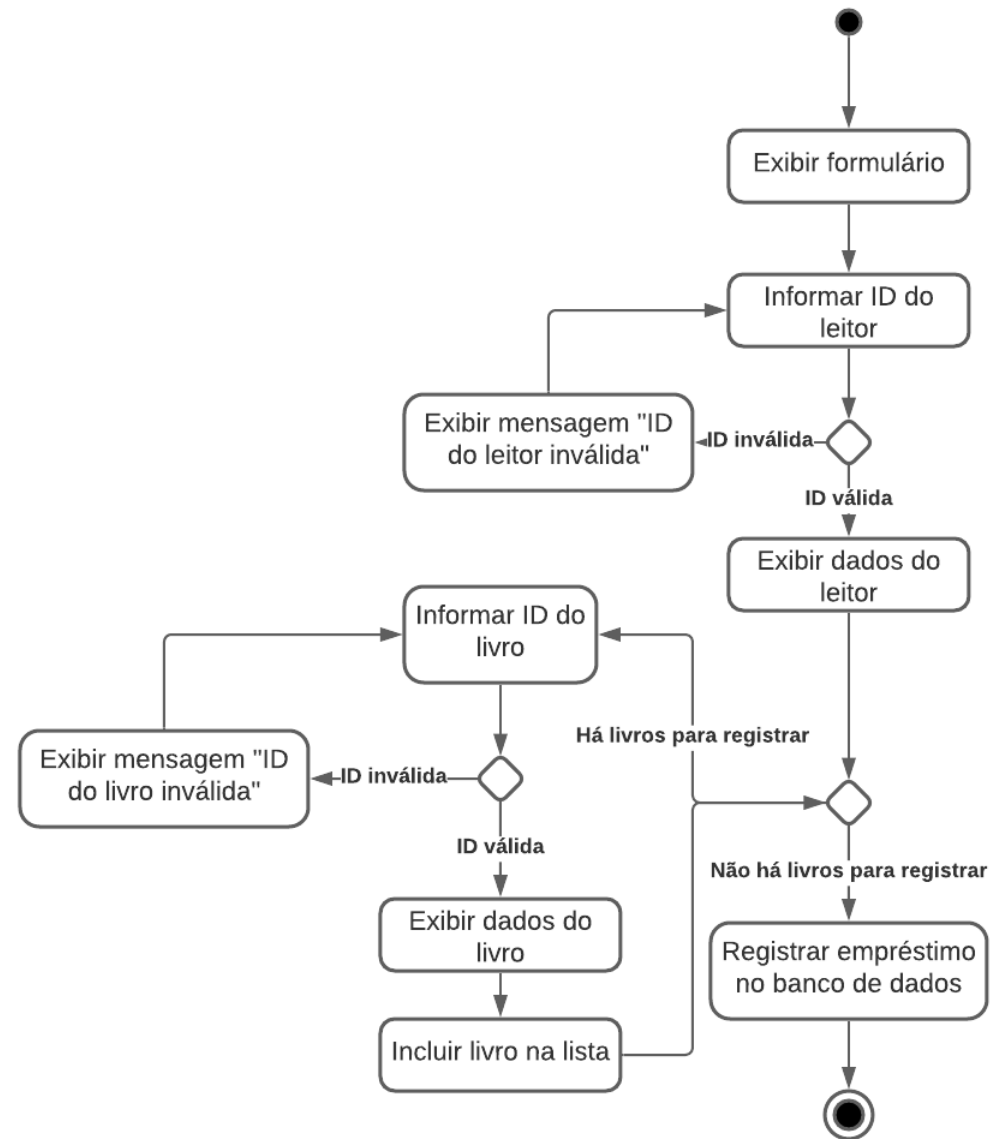 Exibir formulário
Informar ID do
leitor
Exibir mensagem "ID
do leitor inválida"
ID inválida
ID válida
Exibir dados do
leitor
Informar ID do
livro
Há livros para registrar
Exibir mensagem "ID
do livro inválida"
ID inválida
ID válida
Não há livros para registrar
Exibir dados do
livro
Registrar empréstimo
no banco de dados
Incluir livro na lista